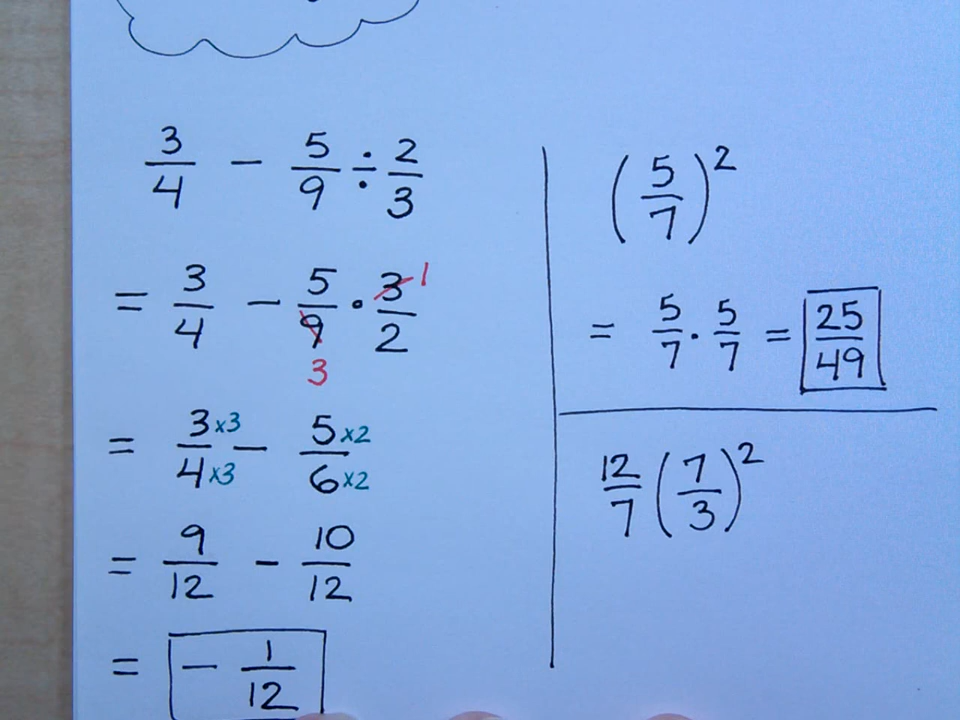 3/4 − 5/9 ÷ 2/3
= 3/4 − 5/9 · 3/2 1
3
= 3/4 ×3 ×3 − 5/6 ×2 ×2
= 9/12 − 10/12
= − 1/12
(5/7)²
= 5/7 · 5/7 = 25/49
12/7 (7/3)²